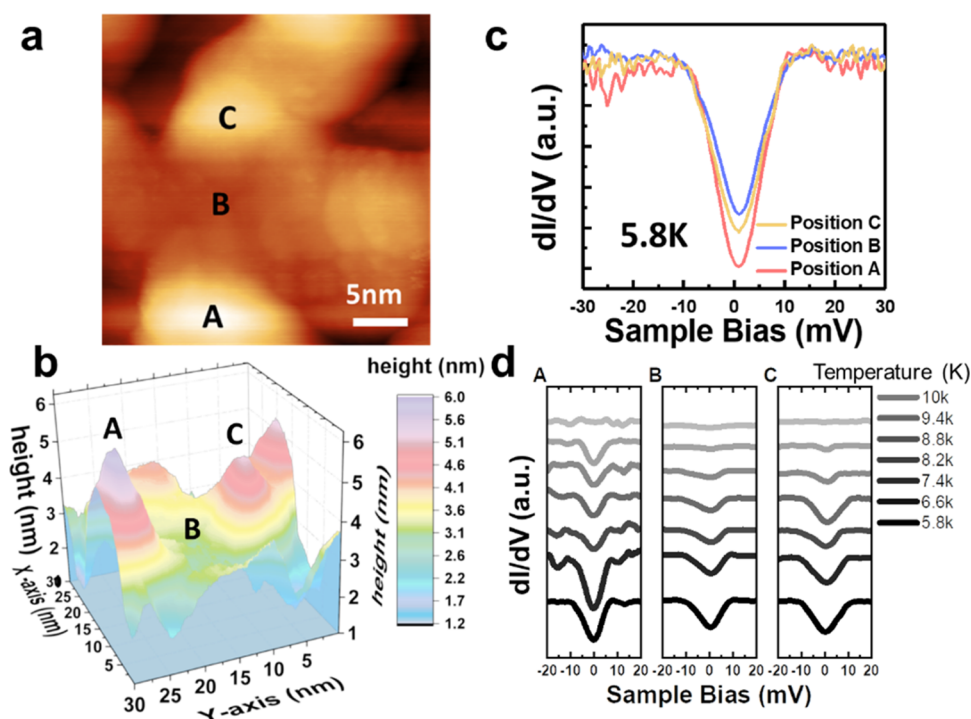 a
C
B
A
5nm
b
height (nm)
A
C
B
height (nm)
6
5
4
3
2
30
25
20
15
10
5
30
25
20
15
10
5
6
5
4
3
2
1
height (nm)
6.0
5.6
5.1
4.6
4.1
3.6
3.1
2.6
2.2
1.7
1.2
c
dI/dV (a.u.)
5.8K
Position C
Position B
Position A
-30 -20 -10 0 10 20 30
Sample Bias (mV)
d
A B C Temperature (K)
10k
9.4k
8.8k
8.2k
7.4k
6.6k
5.8k
dI/dV (a.u.)
-20 -10 0 10 20 -20 -10 0 10 20 -20 -10 0 10 20
Sample Bias (mV)